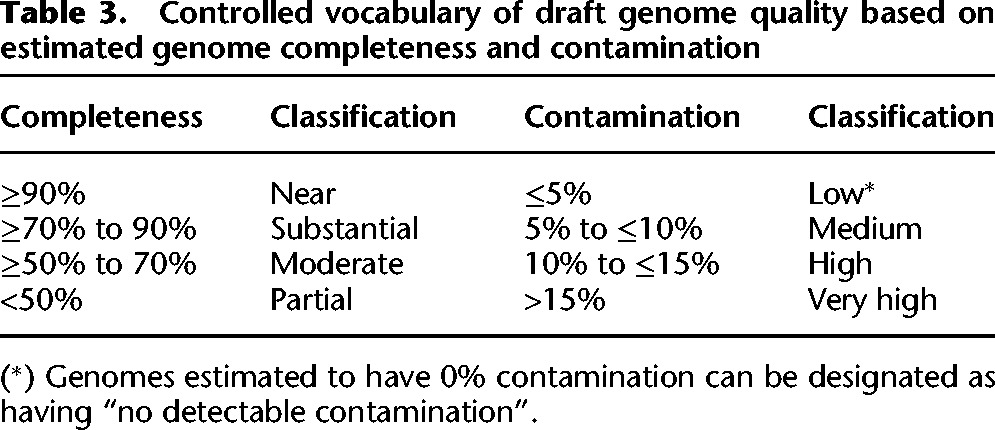 Table 3. Controlled vocabulary of draft genome quality based on
estimated genome completeness and contamination
Completeness Classification Contamination Classification
≥90% Near ≤5% Low*
≥70% to 90% Substantial 5% to ≤10% Medium
≥50% to 70% Moderate 10% to ≤15% High
<50% Partial >15% Very high
(*) Genomes estimated to have 0% contamination can be designated as
having “no detectable contamination”.